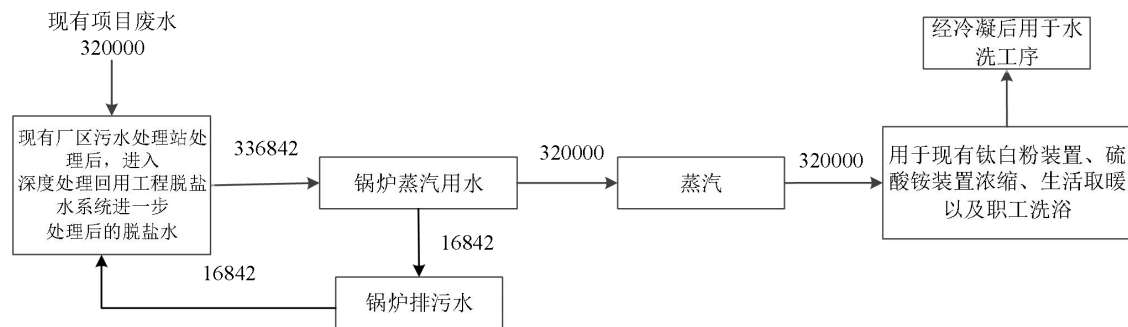 现有项目废水
320000
经冷凝后用于水
洗工序
现有厂区污水处理站处
理后，进入
深度处理回用工程脱盐
水系统进一步
处理后的脱盐水
336842
锅炉蒸汽用水
320000
蒸汽
320000
用于现有钛白粉装置、硫
酸铵装置浓缩、生活取暖
以及职工洗浴
16842
16842
锅炉排污水